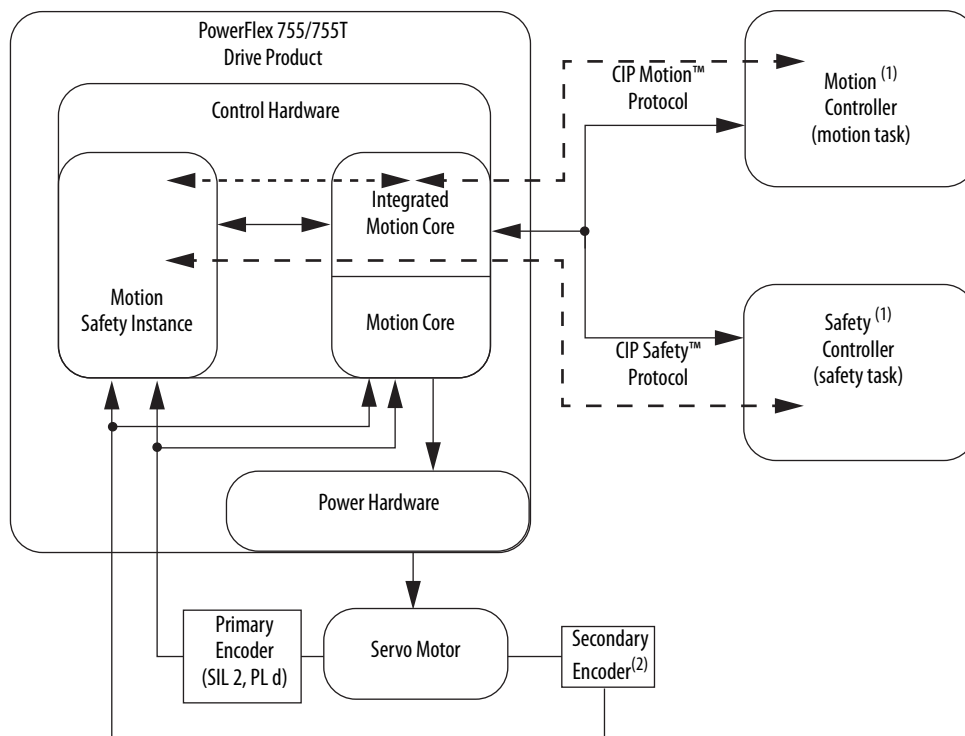 PowerFlex 755/755T
Drive Product
Control Hardware
CIP Motion™
Protocol
Motion (1)
Controller
(motion task)
Integrated
Motion Core
Motion
Safety Instance
Motion Core
CIP Safety™
Protocol
Safety (1)
Controller
(safety task)
Power Hardware
Primary
Encoder
(SIL 2, PL d)
Servo Motor
Secondary
Encoder(2)